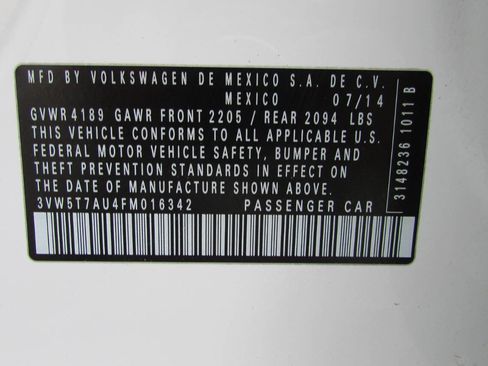 MFD BY VOLKSWAGEN DE MEXICO S.A. DE C.V.
MEXICO 07/14
GVWR 4189 GAWR FRONT 2205 / REAR 2094 LBS
THIS VEHICLE CONFORMS TO ALL APPLICABLE U.S.
FEDERAL MOTOR VEHICLE SAFETY, BUMPER AND
THEFT PREVENTION STANDARDS IN EFFECT ON
THE DATE OF MANUFACTURE SHOWN ABOVE.
3VW5T7AU4FM016342 PASSENGER CAR
3148236 1011 B